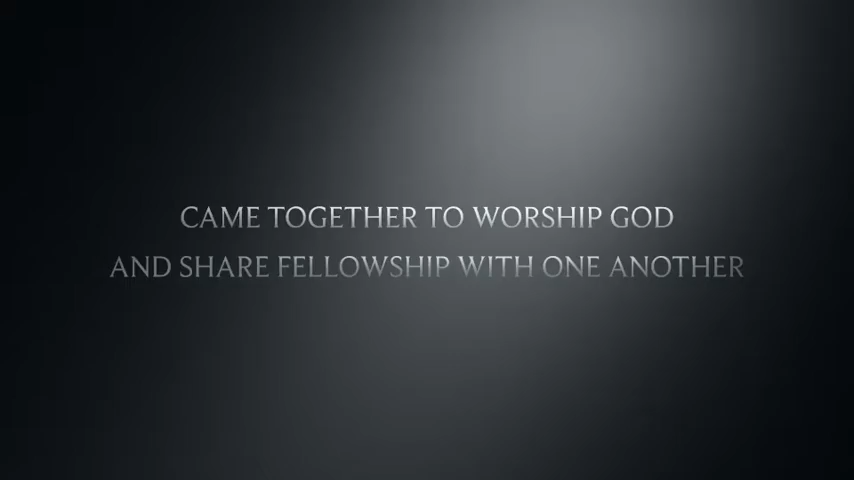 CAME TOGETHER TO WORSHIP GOD
AND SHARE FELLOWSHIP WITH ONE ANOTHER